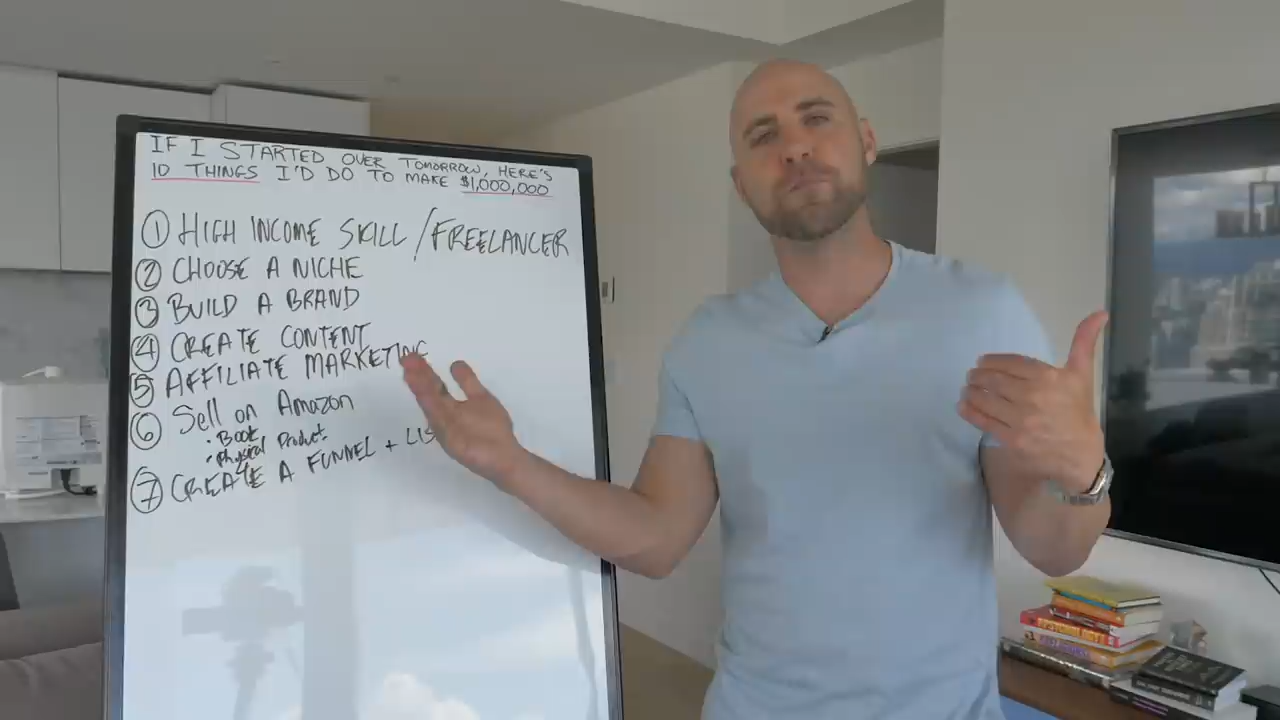 IF I STARTED OVER TOMORROW, HERE'S
10 THINGS I'D DO TO MAKE $1,000,000
① HIGH INCOME SKILL/FREELANCER
② CHOOSE A NICHE
③ BUILD A BRAND
④ CREATE CONTENT
⑤ AFFILIATE MARKETING
⑥ Sell on Amazon
• Book
• Physical Product
⑦ CREATE A FUNNEL + LIS